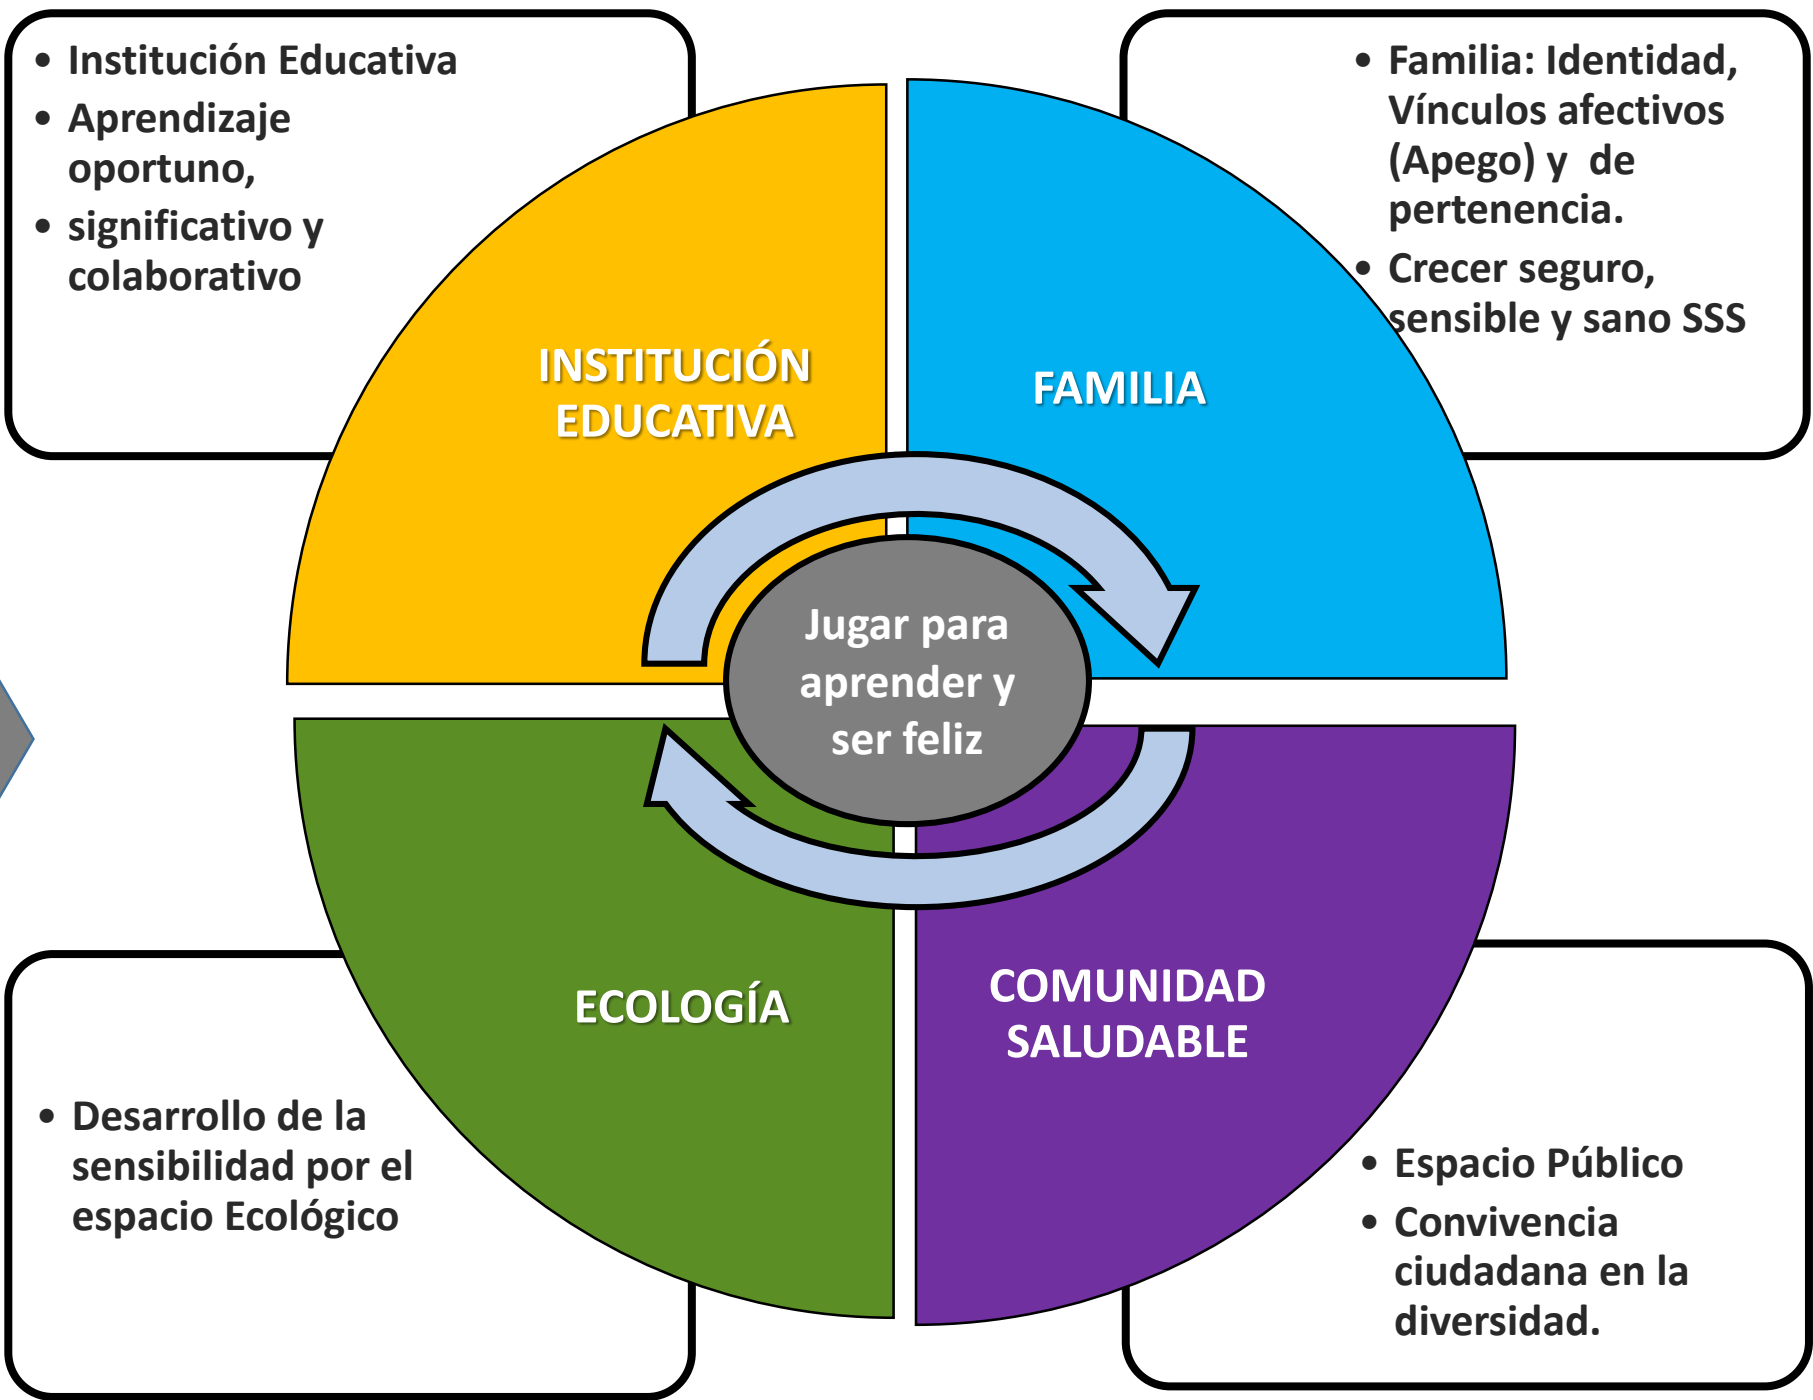 • Institución Educativa
• Aprendizaje
oportuno,
• significativo y
colaborativo
• Familia: Identidad,
Vínculos afectivos
(Apego) y de
pertenencia.
• Crecer seguro,
sensible y sano SSS
INSTITUCIÓN
EDUCATIVA
FAMILIA
Jugar para
aprender y
ser feliz
ECOLOGÍA
COMUNIDAD
SALUDABLE
• Desarrollo de la
sensibilidad por el
espacio Ecológico
• Espacio Público
• Convivencia
ciudadana en la
diversidad.